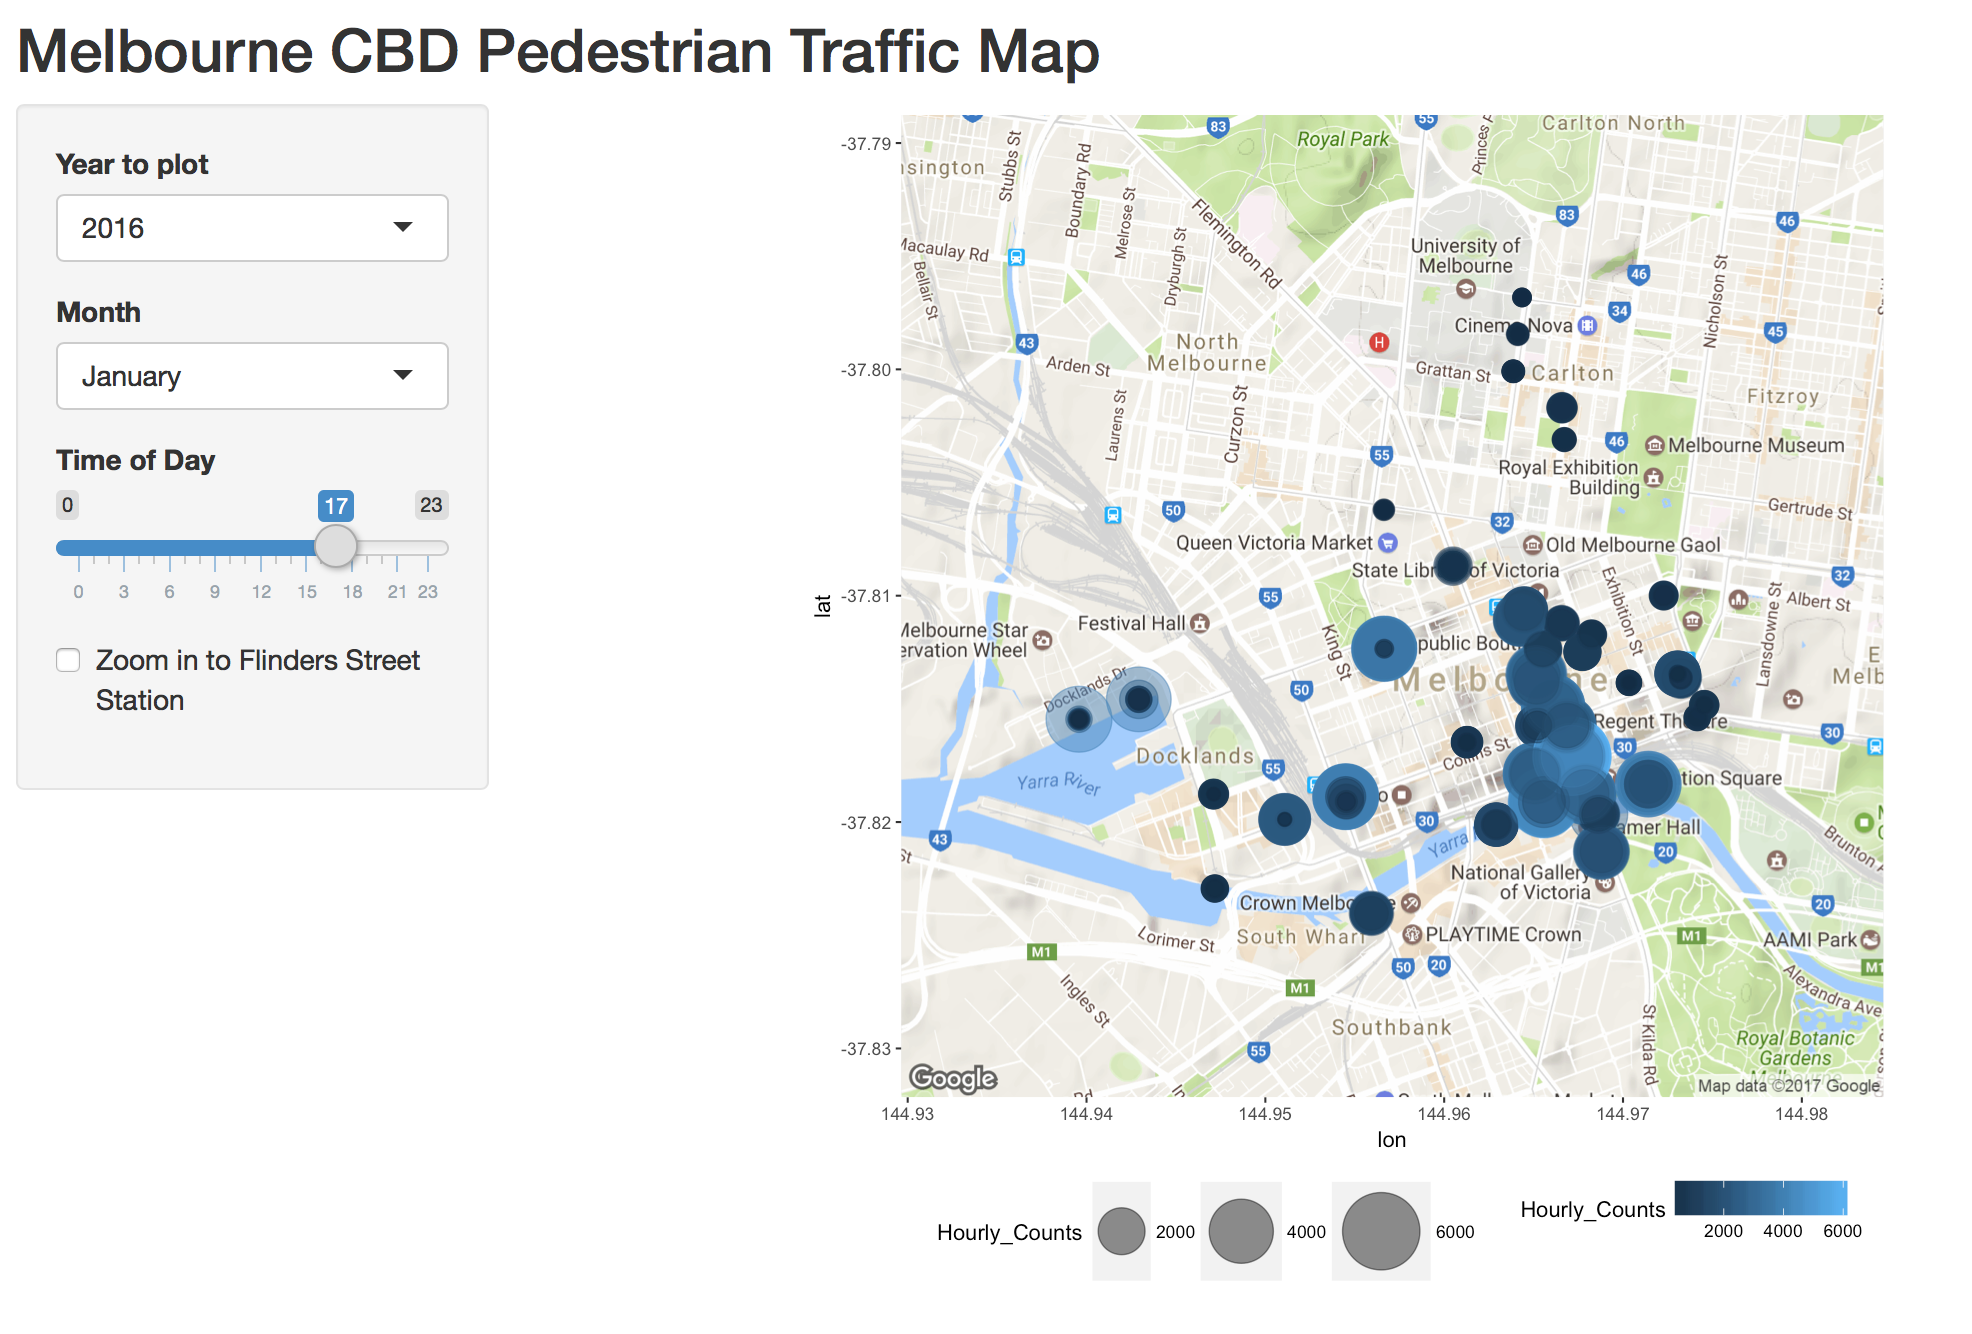 Melbourne CBD Pedestrian Traffic Map
Year to plot
2016
Month
January
Time of Day
0
17
23
0 3 6 9 12 15 18 21 23
Zoom in to Flinders Street
Station
lat
-37.79
-37.80
-37.81
-37.82
-37.83
144.93 144.94 144.95 144.96 144.97 144.98
lon
83
55
Royal Park
Carlton North
Stubbs St
Boundary Rd
Melrose St
Dryburgh St
Flemington Rd
83
46
Macaulay Rd
Bellair St
University of
Melbourne
46
Nicholson St
34
45
Cinema Nova
43
North
Melbourne
H
Arden St
Grattan St
Carlton
Fitzroy
Laurens St
Curzon St
55
46
Melbourne Museum
Royal Exhibition
Building
50
32
Gertrude St
Queen Victoria Market
Old Melbourne Gaol
State Library of Victoria
Exhibition St
32
55
Albert St
Lansdowne St
Festival Hall
Melbourne Star
King St
Docklands Dr
50
Melbourne
Regent Theatre
30
30
Docklands
Collins St
55
Yarra River
43
30
20
Yarra
Brunton
National Gallery
of Victoria
Crown Melbourne
20
South Wharf
PLAYTIME Crown
M1
AAMI Park
Lorimer St
M1
50
20
M1
M1
Alexandra Ave
Ingles St
Southbank
St Kilda Rd
55
Royal Botanic
Gardens
Google
Map data ©2017 Google
Hourly_Counts 2000 4000 6000
Hourly_Counts
2000 4000 6000